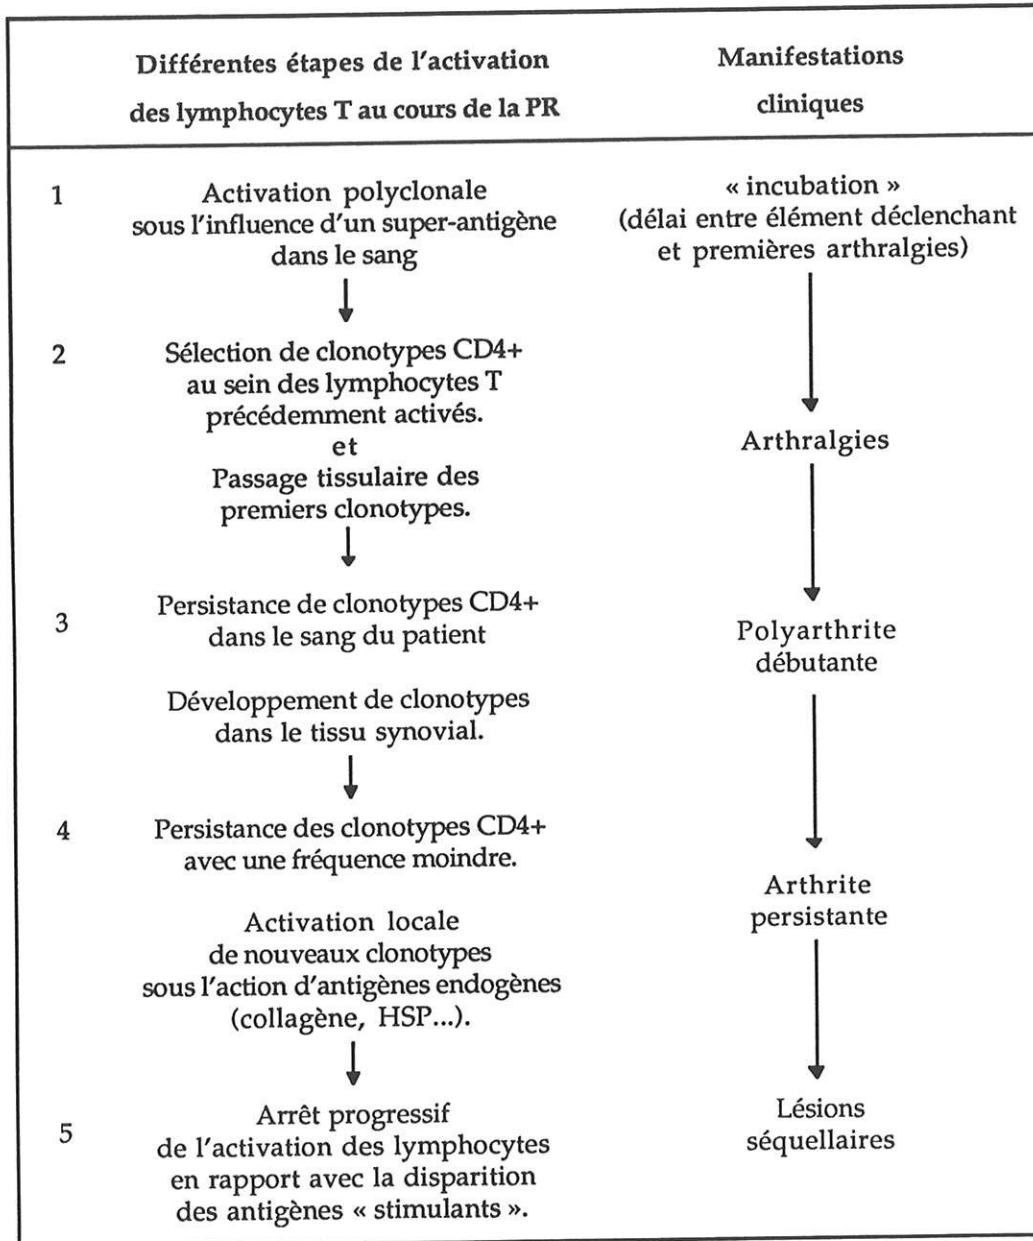 Différentes étapes de l'activation
des lymphocytes T au cours de la PR
Manifestations
cliniques
1
Activation polyclonale
sous l'influence d'un super-antigène
dans le sang
« incubation »
(délai entre élément déclenchant
et premières arthralgies)
2
Sélection de clonotypes CD4+
au sein des lymphocytes T
précédemment activés.
et
Passage tissulaire des
premiers clonotypes.
Arthralgies
3
Persistance de clonotypes CD4+
dans le sang du patient
Développement de clonotypes
dans le tissu synovial.
Polyarthrite
débutante
4
Persistance des clonotypes CD4+
avec une fréquence moindre.
Activation locale
de nouveaux clonotypes
sous l'action d'antigènes endogènes
(collagène, HSP...).
Arthrite
persistante
5
Arrêt progressif
de l'activation des lymphocytes
en rapport avec la disparition
des antigènes « stimulants ».
Lésions
séquellaires